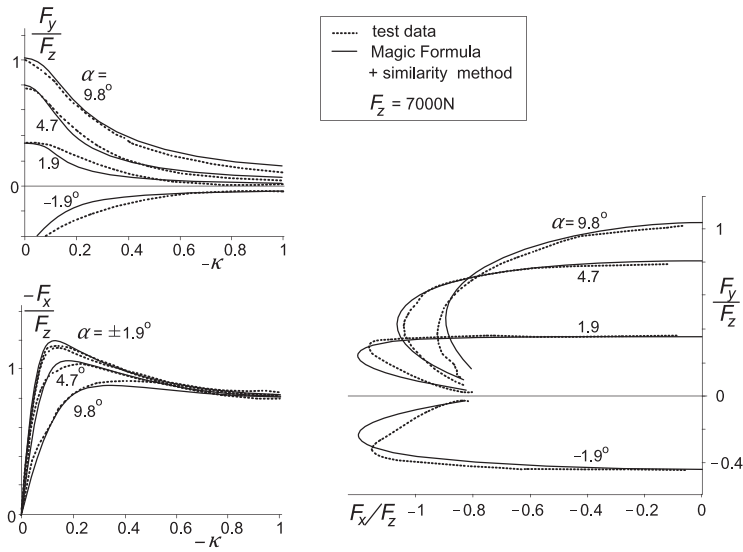 F_y
F_z
1
0
α =
9.8°
4.7
1.9
−1.9°
0 0.2 0.4 0.6 0.8 1
-κ
test data
Magic Formula
+ similarity method
F_z = 7000N
−F_x
F_z
1
0
α = ±1.9°
4.7°
9.8°
0 0.2 0.4 0.6 0.8 1
-κ
α = 9.8°
4.7
1.9
−1.9°
1
F_y
F_z
0
−0.4
F_x/F_z −1 −0.8 −0.6 −0.4 −0.2 0